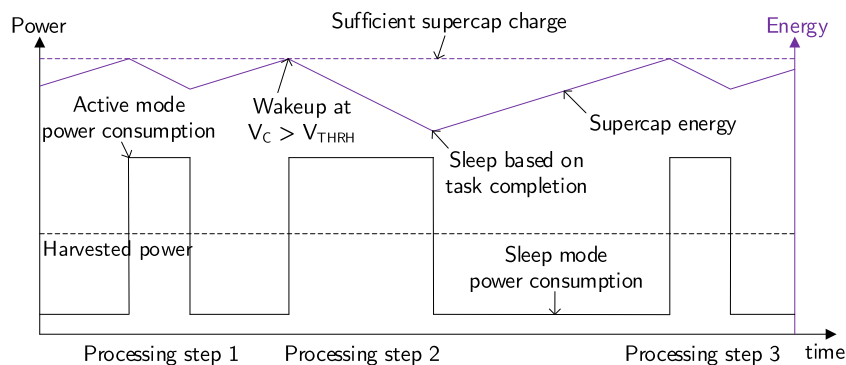 Sufficient supercap charge
Power
Energy
Active mode
power consumption
Wakeup at
V_C > V_THRH
Supercap energy
Sleep based on
task completion
Harvested power
Sleep mode
power consumption
Processing step 1
Processing step 2
Processing step 3
time